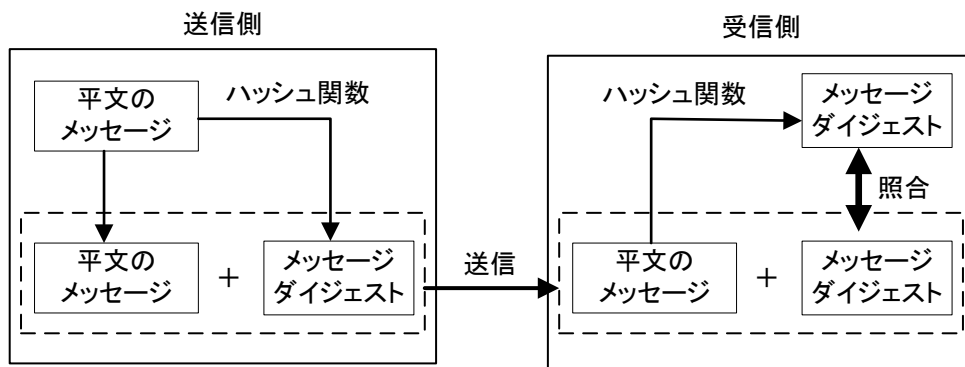 送信側
平文の
メッセージ
ハッシュ関数
平文の
メッセージ
+
メッセージ
ダイジェスト
送信
受信側
ハッシュ関数
メッセージ
ダイジェスト
照合
平文の
メッセージ
+
メッセージ
ダイジェスト